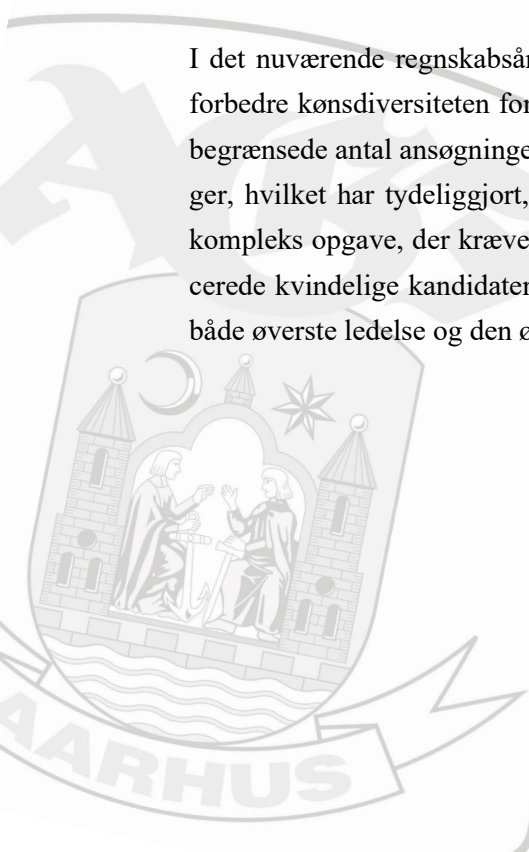 I det nuværende regnskabsår
forbedre kønsdiversiteten for
begrænsede antal ansøgninge
ger, hvilket har tydeliggjort,
kompleks opgave, der kræve
cerede kvindelige kandidater
både øverste ledelse og den ø
AGF
AARHUS